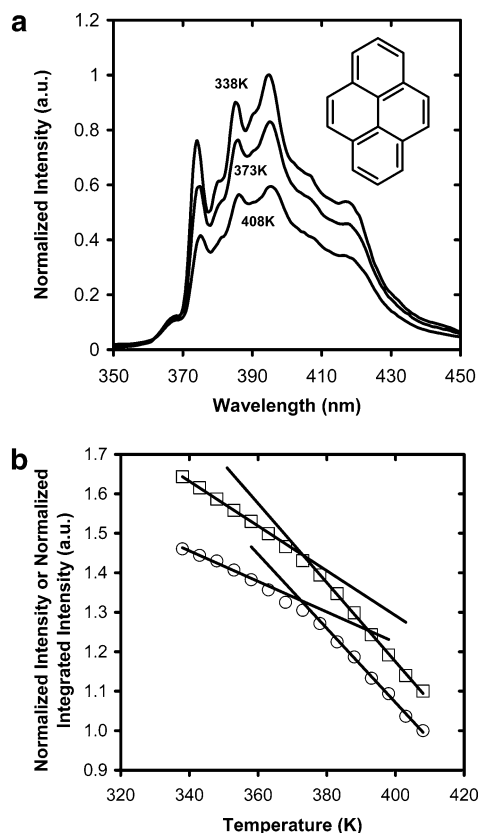 a
1.2
1
0.8
0.6
0.4
0.2
0
Normalized Intensity (a.u.)
338K
373K
408K
350 370 390 410 430 450
Wavelength (nm)
b
1.7
1.6
1.5
1.4
1.3
1.2
1.1
1.0
0.9
Normalized Intensity or Normalized
Integrated Intensity (a.u.)
320 340 360 380 400 420
Temperature (K)